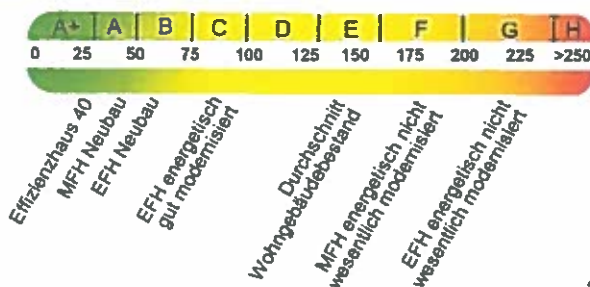 A+ A B C D E F G H
0 25 50 75 100 125 150 175 200 225 >250
Effizienzhaus 40
MFH Neubau
EFH Neubau
EFH energetisch
gut modernisiert
Durchschnitt
Wohngebäudebestand
MFH energetisch nicht
wesentlich modernisiert
EFH energetisch nicht
wesentlich modernisiert